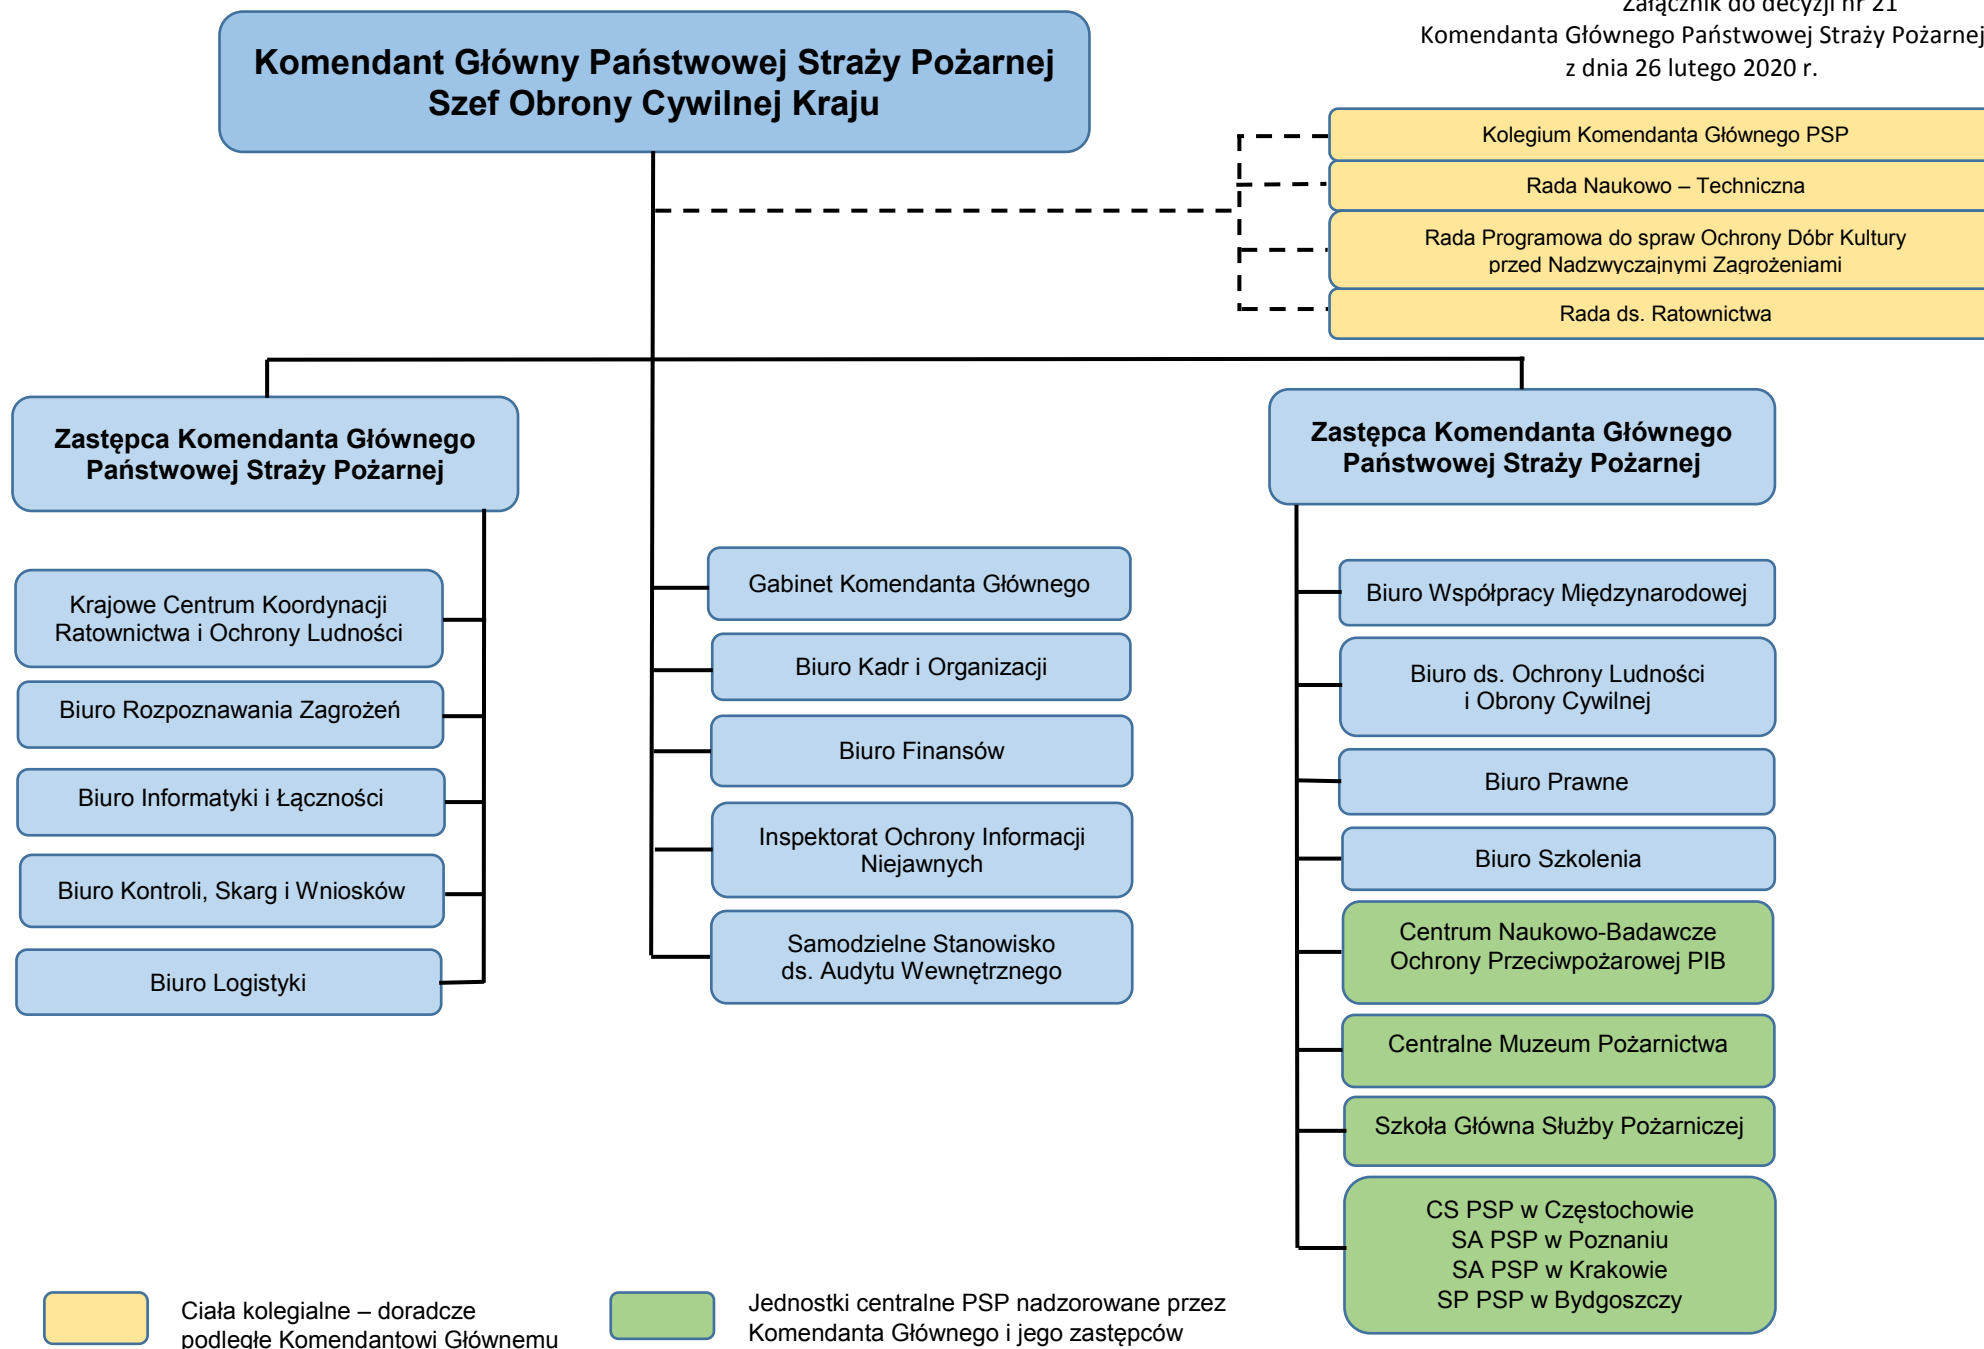 Załącznik do decyzji nr 21
Komendanta Głównego Państwowej Straży Pożarnej
z dnia 26 lutego 2020 r.
Komendant Główny Państwowej Straży Pożarnej
Szef Obrony Cywilnej Kraju
Kolegium Komendanta Głównego PSP
Rada Naukowo – Techniczna
Rada Programowa do spraw Ochrony Dóbr Kultury
przed Nadzwyczajnymi Zagrożeniami
Rada ds. Ratownictwa
Zastępca Komendanta Głównego
Państwowej Straży Pożarnej
Krajowe Centrum Koordynacji
Ratownictwa i Ochrony Ludności
Biuro Rozpoznawania Zagrożeń
Biuro Informatyki i Łączności
Biuro Kontroli, Skarg i Wniosków
Biuro Logistyki
Gabinet Komendanta Głównego
Biuro Kadr i Organizacji
Biuro Finansów
Inspektorat Ochrony Informacji
Niejawnych
Samodzielne Stanowisko
ds. Audytu Wewnętrznego
Zastępca Komendanta Głównego
Państwowej Straży Pożarnej
Biuro Współpracy Międzynarodowej
Biuro ds. Ochrony Ludności
i Obrony Cywilnej
Biuro Prawne
Biuro Szkolenia
Centrum Naukowo-Badawcze
Ochrony Przeciwpożarowej PIB
Centralne Muzeum Pożarnictwa
Szkoła Główna Służby Pożarniczej
CS PSP w Częstochowie
SA PSP w Poznaniu
SA PSP w Krakowie
SP PSP w Bydgoszczy
Ciała kolegialne – doradcze
podległe Komendantowi Głównemu
Jednostki centralne PSP nadzorowane przez
Komendanta Głównego i jego zastępców